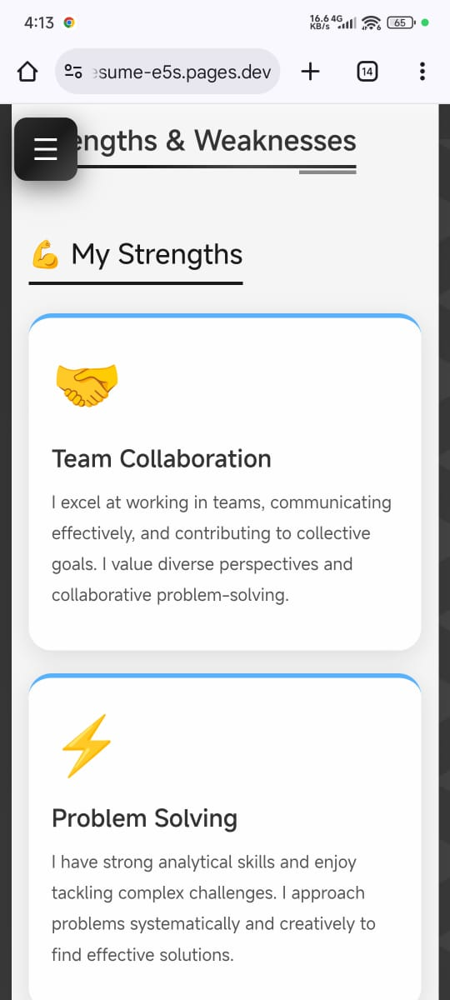 4:13
16.6 4G
KB/s
6
65
sume-e5s.pages.dev
14
engths & Weaknesses
💪 My Strengths
Team Collaboration
I excel at working in teams, communicating
effectively, and contributing to collective
goals. I value diverse perspectives and
collaborative problem-solving.
Problem Solving
I have strong analytical skills and enjoy
tackling complex challenges. I approach
problems systematically and creatively to
find effective solutions.